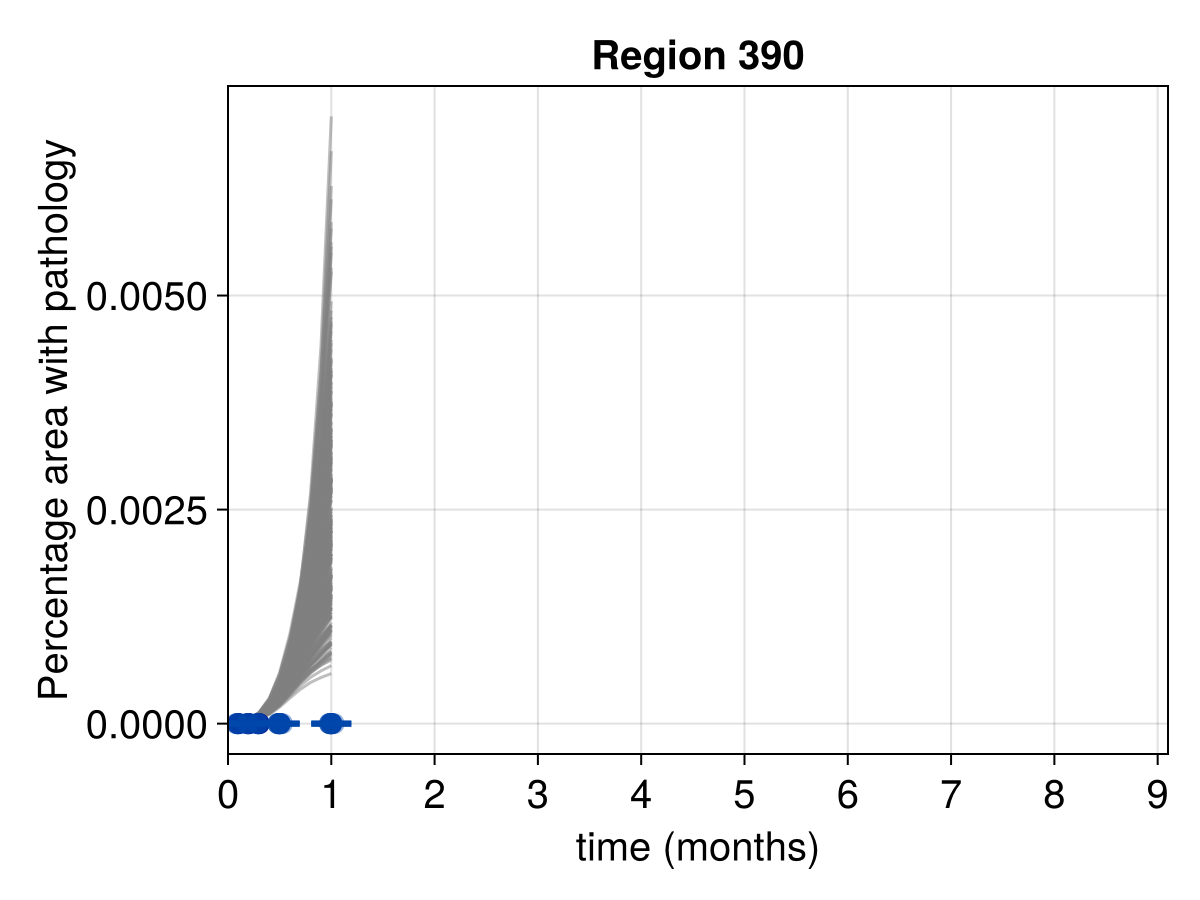 Region 390
Percentage area with pathology
0.0050
0.0025
0.0000
0 1 2 3 4 5 6 7 8 9
time (months)